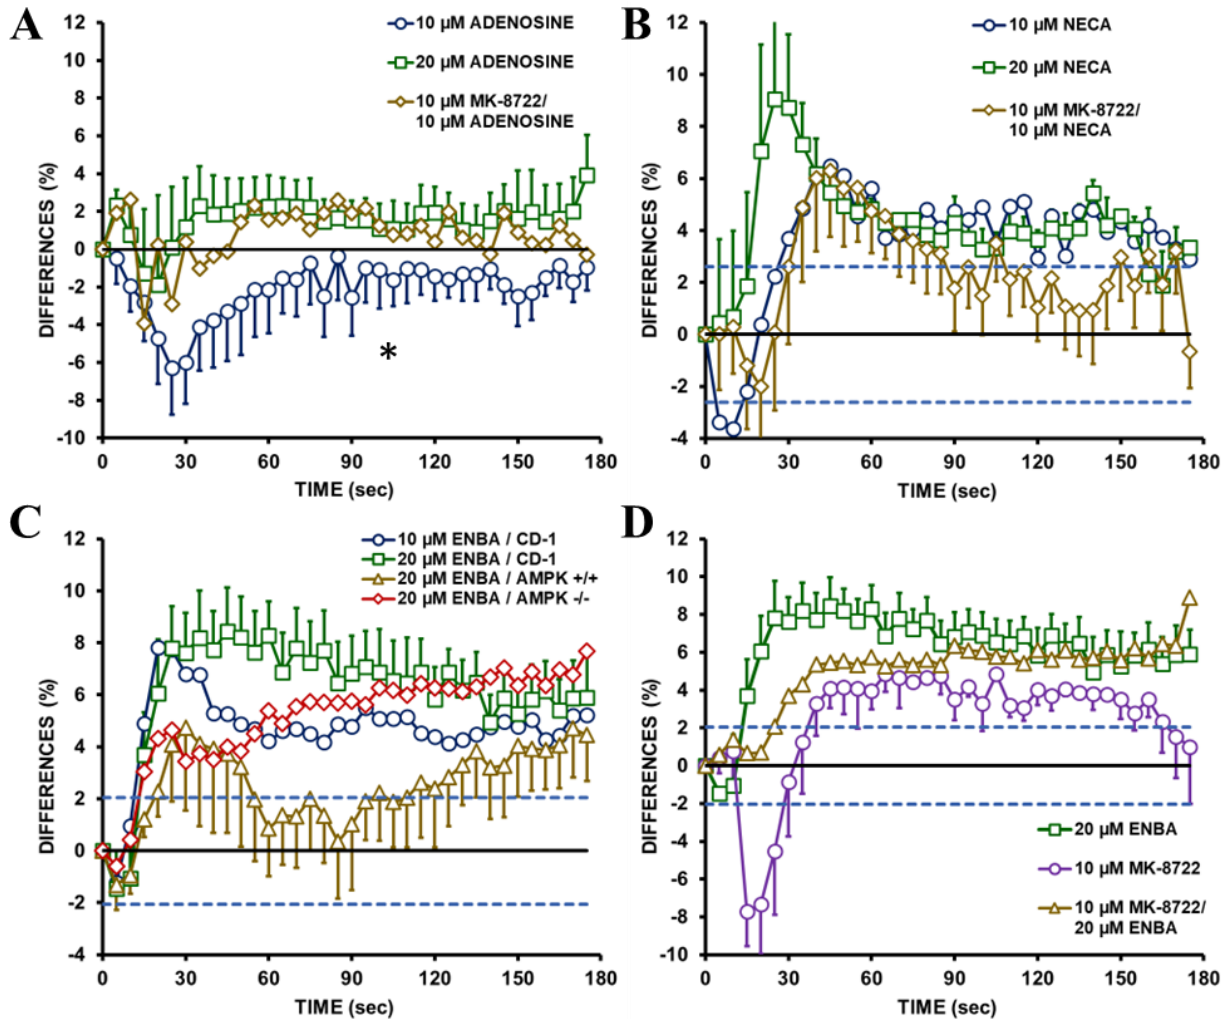 A
10 µM ADENOSINE
20 µM ADENOSINE
10 µM MK-8722/
10 µM ADENOSINE
12
10
8
6
4
2
0
-2
-4
-6
-8
-10
DIFFERENCES (%)
*
0
30
60
90
120
150
180
TIME (sec)
B
10 µM NECA
20 µM NECA
10 µM MK-8722/
10 µM NECA
12
10
8
6
4
2
0
-2
-4
DIFFERENCES (%)
0
30
60
90
120
150
180
TIME (sec)
C
10 µM ENBA / CD-1
20 µM ENBA / CD-1
20 µM ENBA / AMPK +/+
20 µM ENBA / AMPK -/-
12
10
8
6
4
2
0
-2
-4
DIFFERENCES (%)
0
30
60
90
120
150
180
TIME (sec)
D
12
10
8
6
4
2
0
-2
-4
-6
-8
-10
DIFFERENCES (%)
20 µM ENBA
10 µM MK-8722
10 µM MK-8722/
20 µM ENBA
0
30
60
90
120
150
180
TIME (sec)